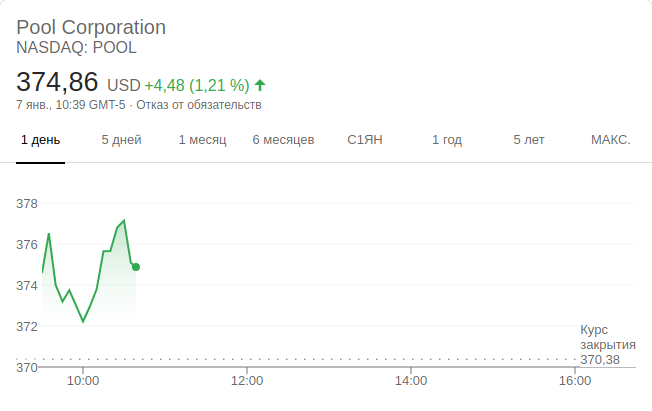 Pool Corporation
NASDAQ: POOL
374,86 USD +4,48 (1,21 %)
7 янв., 10:39 GMT-5 · Отказ от обязательств
1 день 5 дней 1 месяц 6 месяцев С1ЯН 1 год 5 лет МАКС.
378
376
374
372
Курс
закрытия
370,38
370
10:00 12:00 14:00 16:00